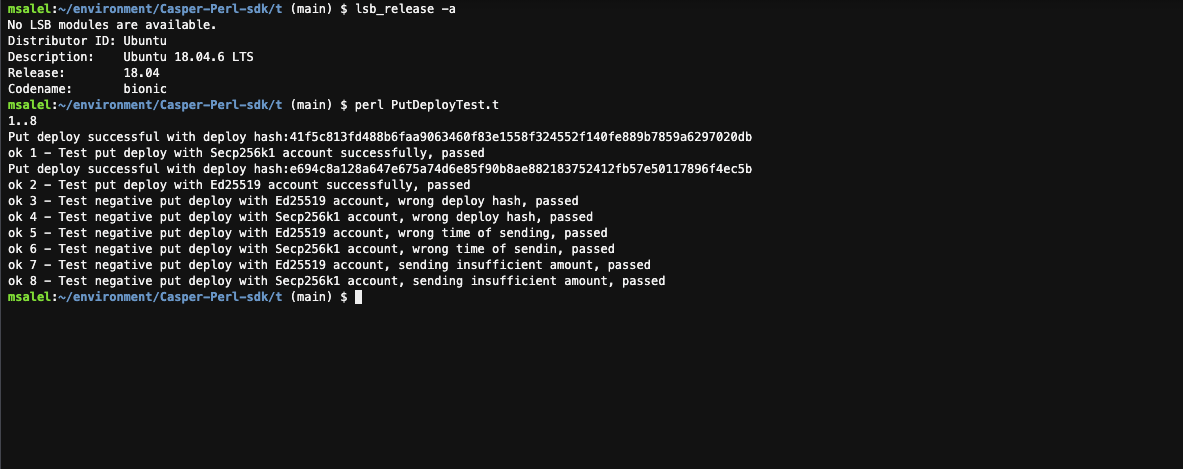 msalel:~/environment/Casper-Perl-sdk/t (main) $ lsb_release -a
No LSB modules are available.
Distributor ID: Ubuntu
Description:    Ubuntu 18.04.6 LTS
Release:        18.04
Codename:       bionic
msalel:~/environment/Casper-Perl-sdk/t (main) $ perl PutDeployTest.t
1..8
Put deploy successful with deploy hash:41f5c813fd488b6faa9063460f83e1558f324552f140fe889b7859a6297020db
ok 1 - Test put deploy with Secp256k1 account successfully, passed
Put deploy successful with deploy hash:e694c8a128a647e675a74d6e85f90b8ae882183752412fb57e50117896f4ec5b
ok 2 - Test put deploy with Ed25519 account successfully, passed
ok 3 - Test negative put deploy with Ed25519 account, wrong deploy hash, passed
ok 4 - Test negative put deploy with Secp256k1 account, wrong deploy hash, passed
ok 5 - Test negative put deploy with Ed25519 account, wrong time of sending, passed
ok 6 - Test negative put deploy with Secp256k1 account, wrong time of sendin, passed
ok 7 - Test negative put deploy with Ed25519 account, sending insufficient amount, passed
ok 8 - Test negative put deploy with Secp256k1 account, sending insufficient amount, passed
msalel:~/environment/Casper-Perl-sdk/t (main) $